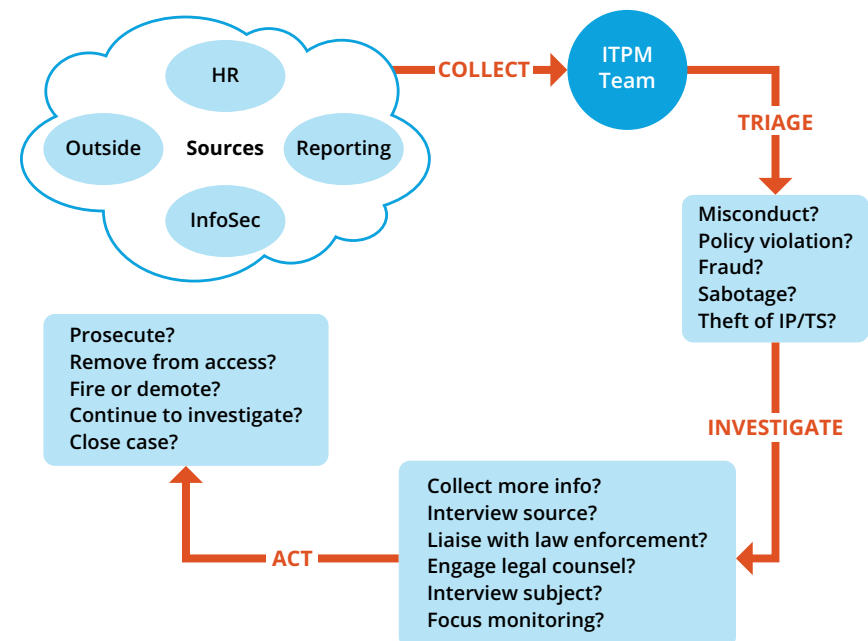 HR
Outside
Sources
Reporting
InfoSec
COLLECT
ITPM
Team
TRIAGE
Misconduct?
Policy violation?
Fraud?
Sabotage?
Theft of IP/TS?
INVESTIGATE
Collect more info?
Interview source?
Liaise with law enforcement?
Engage legal counsel?
Interview subject?
Focus monitoring?
ACT
Prosecute?
Remove from access?
Fire or demote?
Continue to investigate?
Close case?